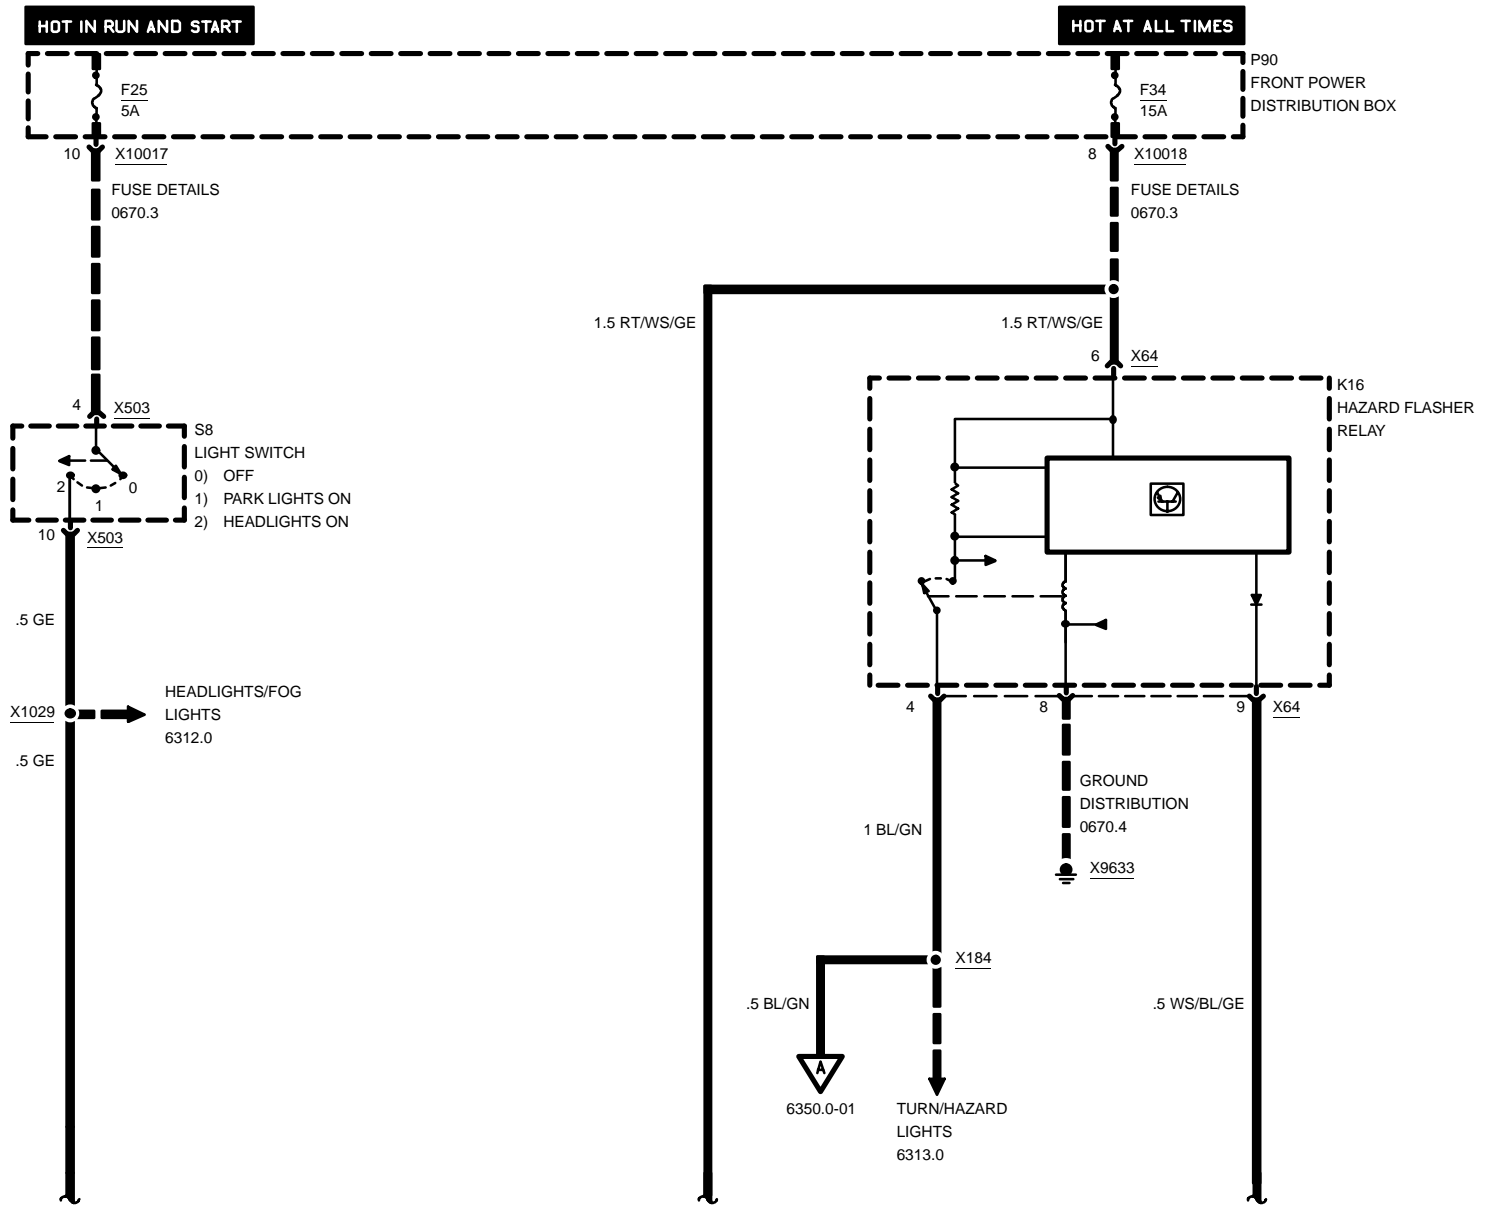 HOT IN RUN AND START
HOT AT ALL TIMES
P90
FRONT POWER
DISTRIBUTION BOX
F25
5A
F34
15A
10
X10017
8
X10018
FUSE DETAILS
0670.3
FUSE DETAILS
0670.3
1.5 RT/WS/GE
1.5 RT/WS/GE
6
X64
K16
HAZARD FLASHER
RELAY
4
X503
S8
LIGHT SWITCH
0) OFF
1) PARK LIGHTS ON
2) HEADLIGHTS ON
2
0
1
10
X503
.5 GE
HEADLIGHTS/FOG
LIGHTS
6312.0
X1029
.5 GE
4
8
9
X64
GROUND
DISTRIBUTION
0670.4
1 BL/GN
X9633
X184
.5 BL/GN
.5 WS/BL/GE
A
6350.0-01
TURN/HAZARD
LIGHTS
6313.0